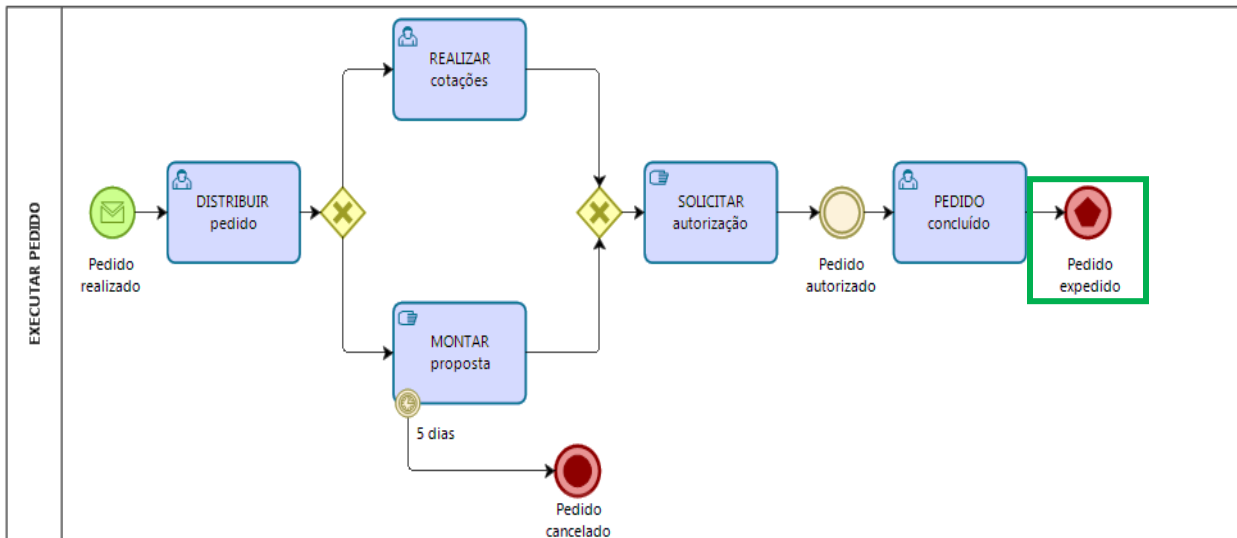 EXECUTAR PEDIDO
Pedido
realizado
DISTRIBUIR
pedido
REALIZAR
cotações
MONTAR
proposta
5 dias
Pedido
cancelado
SOLICITAR
autorização
Pedido
autorizado
PEDIDO
concluído
Pedido
expedido